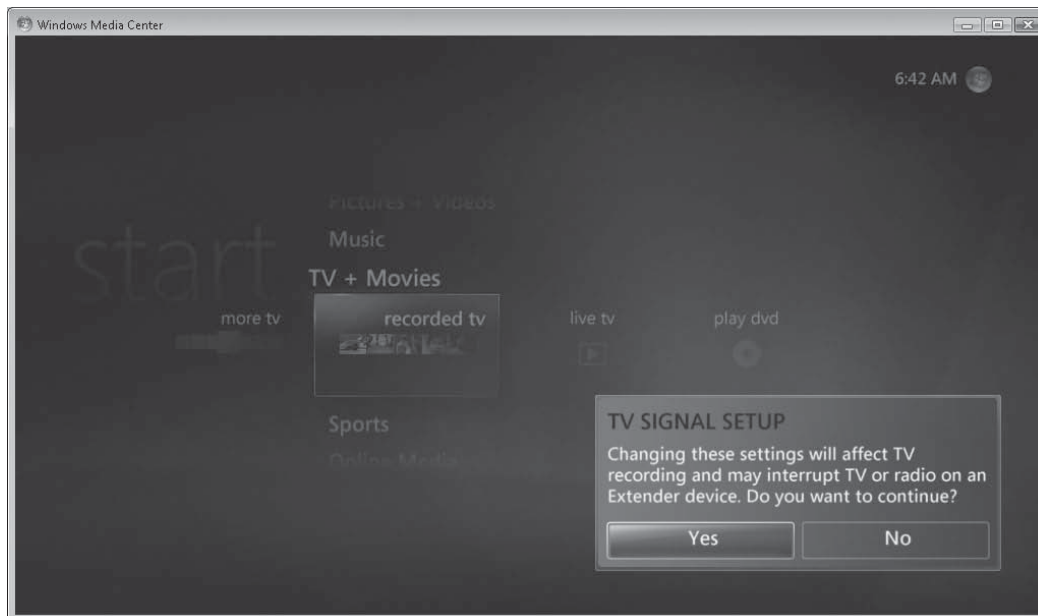 Windows Media Center
6:42 AM
Pictures + Videos
start
Music
TV + Movies
more tv
recorded tv
live tv
play dvd
Sports
Online Media
TV SIGNAL SETUP
Changing these settings will affect TV
recording and may interrupt TV or radio on an
Extender device. Do you want to continue?
Yes
No